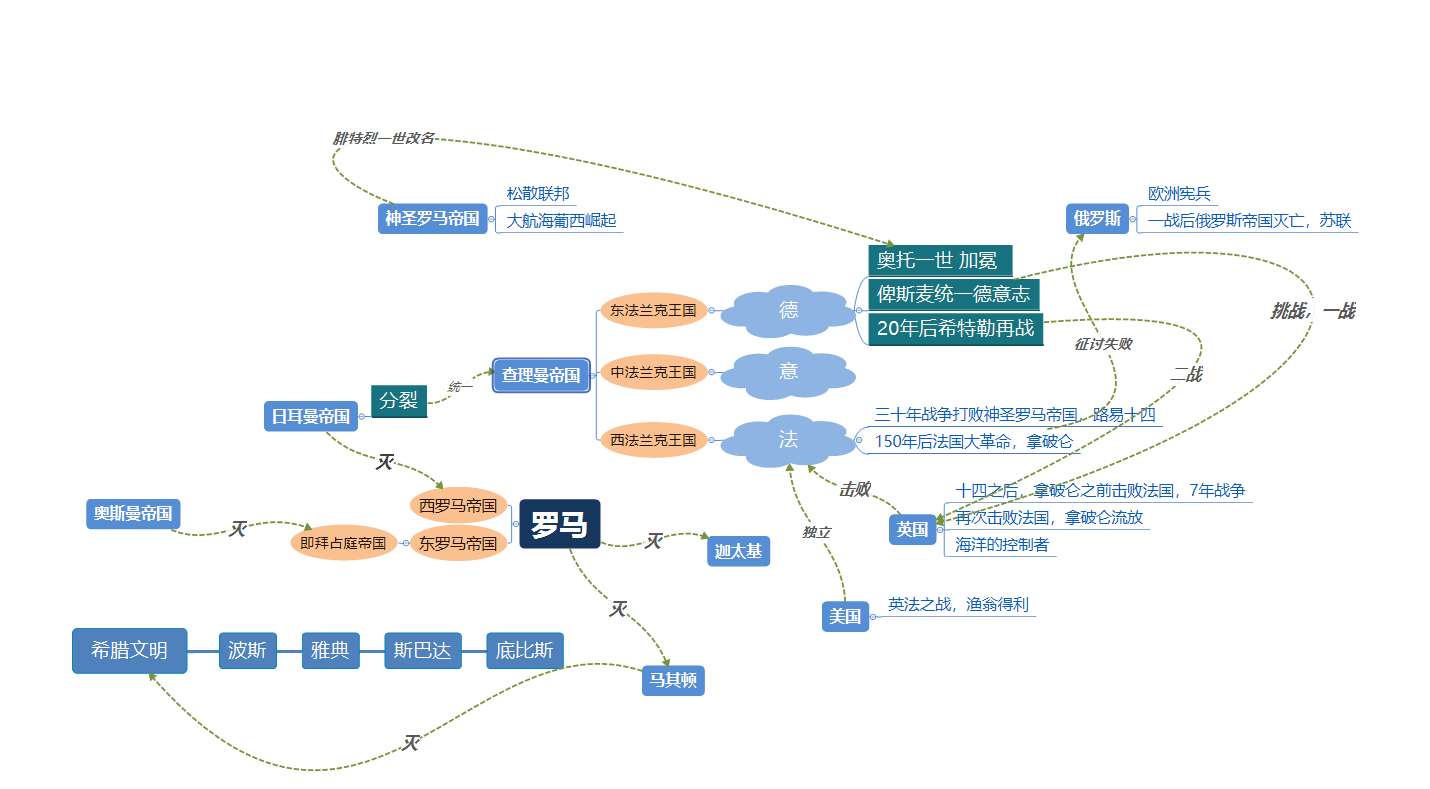 腓特烈一世改名
神圣罗马帝国
松散联邦
大航海葡西崛起
俄罗斯
欧洲宪兵
一战后俄罗斯帝国灭亡，苏联
奥托一世 加冕
俾斯麦统一德意志
20年后希特勒再战
挑战，一战
征讨失败
二战
东法兰克王国
德
查理曼帝国
中法兰克王国
意
统一
分裂
日耳曼帝国
西法兰克王国
法
三十年战争打败神圣罗马帝国，路易十四
150年后法国大革命，拿破仑
灭
击败
西罗马帝国
罗马
奥斯曼帝国
灭
即拜占庭帝国
东罗马帝国
灭
迦太基
独立
英国
十四之后，拿破仑之前击败法国，7年战争
再次击败法国，拿破仑流放
海洋的控制者
灭
美国
英法之战，渔翁得利
希腊文明
波斯
雅典
斯巴达
底比斯
马其顿
灭